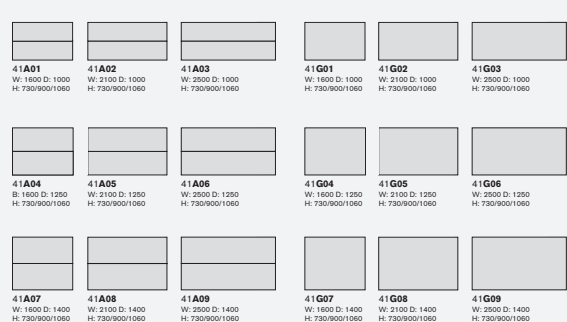 41A01
W: 1600 D: 1000
H: 730/900/1060
41A02
W: 2100 D: 1000
H: 730/900/1060
41A03
W: 2500 D: 1000
H: 730/900/1060
41G01
W: 1600 D: 1000
H: 730/900/1060
41G02
W: 2100 D: 1000
H: 730/900/1060
41G03
W: 2500 D: 1000
H: 730/900/1060
41A04
B: 1600 D: 1250
H: 730/900/1060
41A05
W: 2100 D: 1250
H: 730/900/1060
41A06
W: 2500 D: 1250
H: 730/900/1060
41G04
W: 1600 D: 1250
H: 730/900/1060
41G05
W: 2100 D: 1250
H: 730/900/1060
41G06
W: 2500 D: 1250
H: 730/900/1060
41A07
W: 1600 D: 1400
H: 730/900/1060
41A08
W: 2100 D: 1400
H: 730/900/1060
41A09
W: 2500 D: 1400
H: 730/900/1060
41G07
W: 1600 D: 1400
H: 730/900/1060
41G08
W: 2100 D: 1400
H: 730/900/1060
41G09
W: 2500 D: 1400
H: 730/900/1060